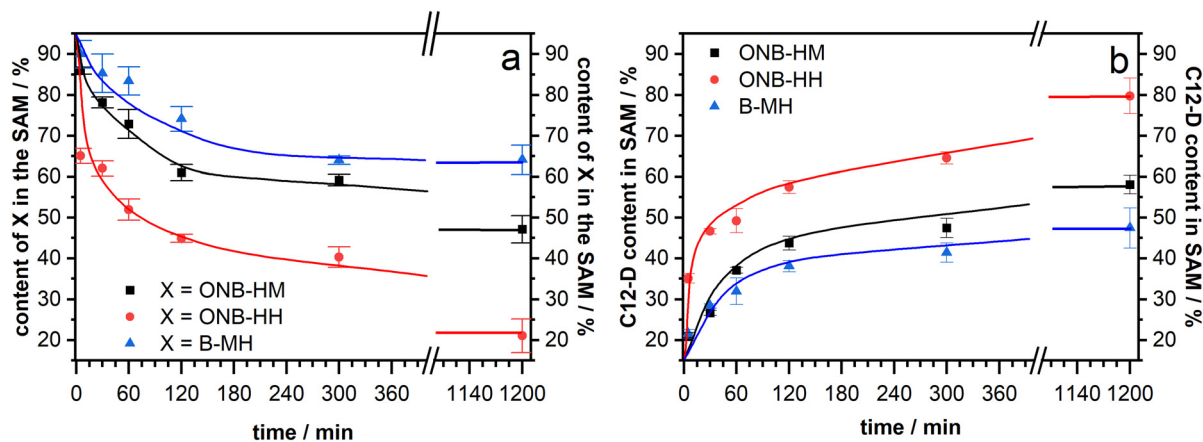 a
content of X in the SAM / %
90
80
70
60
50
40
30
20
X = ONB-HM
X = ONB-HH
X = B-MH
0 60 120 180 240 300 360 1140 1200
time / min
90
80
70
60
50
40
30
20
content of X in the SAM / %
b
C12-D content in SAM / %
90
80
70
60
50
40
30
20
ONB-HM
ONB-HH
B-MH
0 60 120 180 240 300 360 1140 1200
time / min
90
80
70
60
50
40
30
20
C12-D content in SAM / %